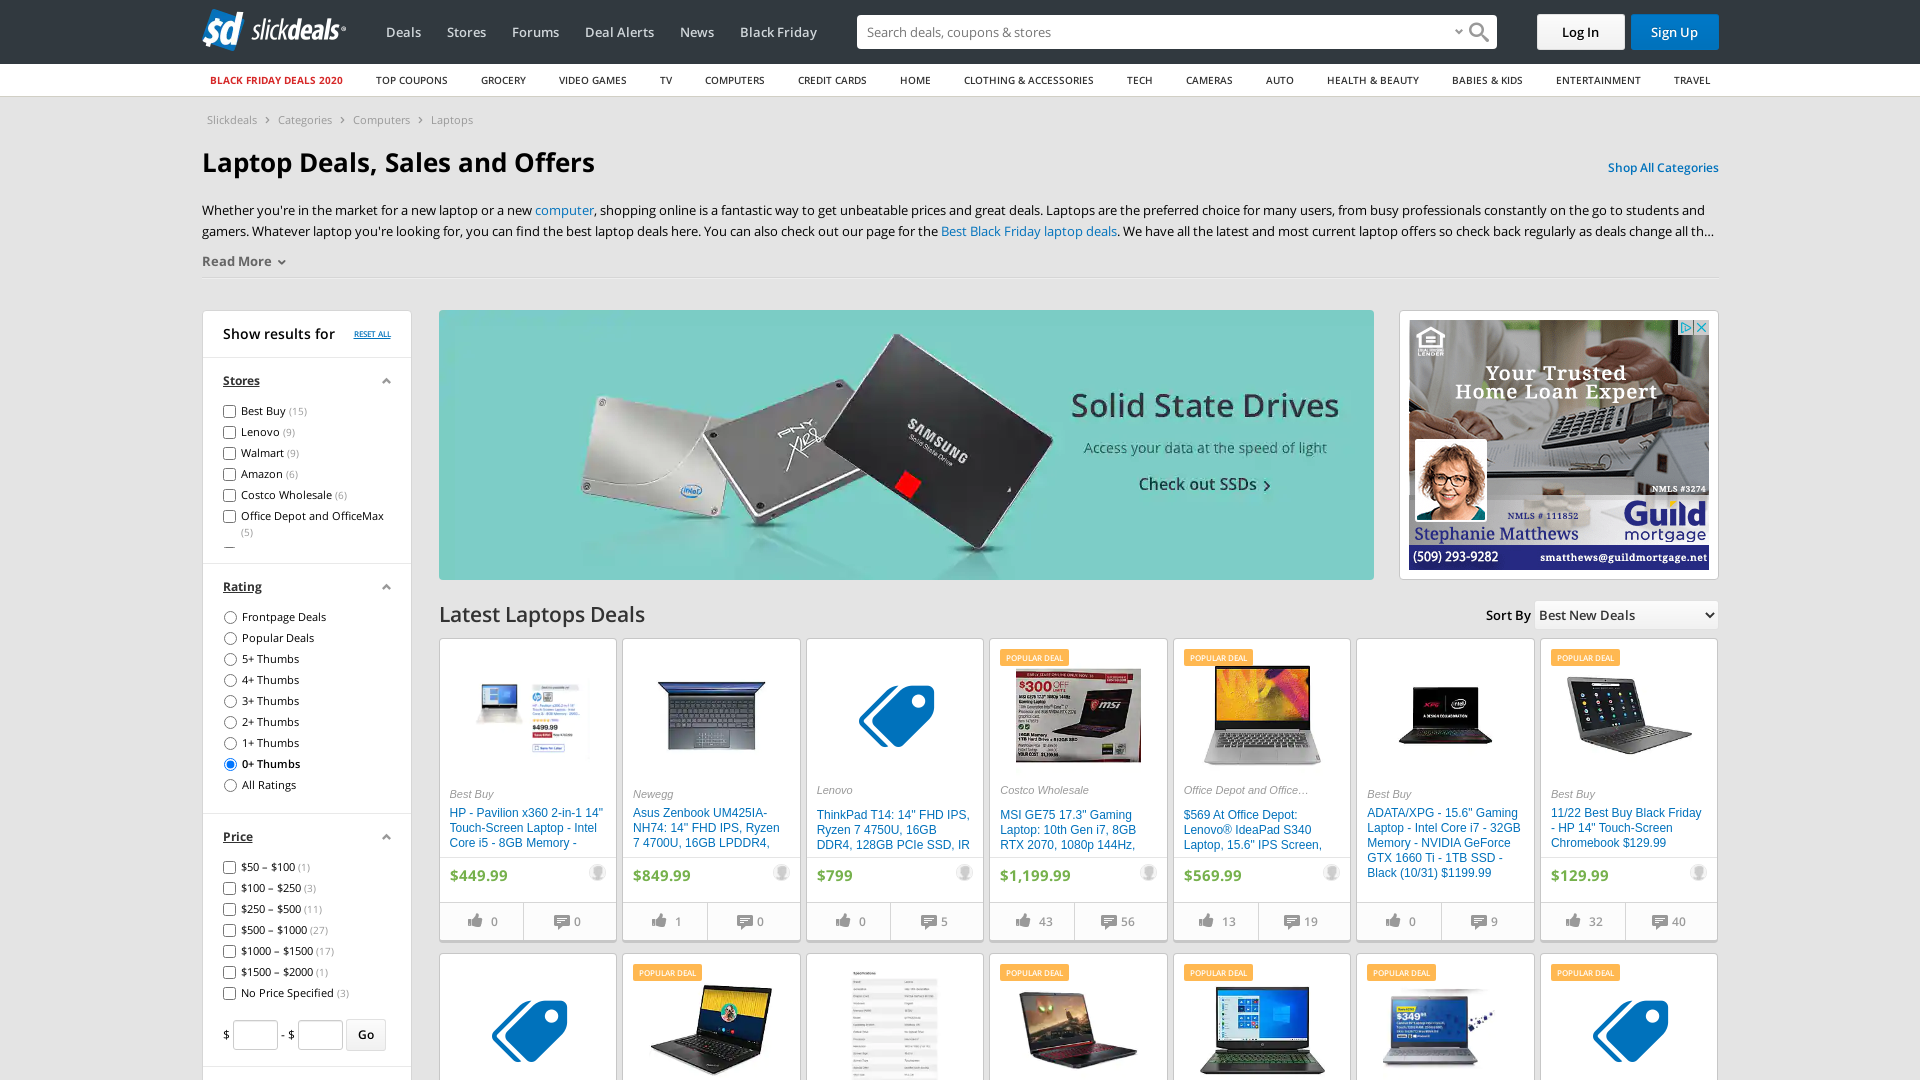 sd slickdeals
Deals Stores Forums Deal Alerts News Black Friday
Search deals, coupons & stores
Log In Sign Up
BLACK FRIDAY DEALS 2020 TOP COUPONS GROCERY VIDEO GAMES TV COMPUTERS CREDIT CARDS HOME CLOTHING & ACCESSORIES TECH CAMERAS AUTO HEALTH & BEAUTY BABIES & KIDS ENTERTAINMENT TRAVEL
Slickdeals > Categories > Computers > Laptops
Laptop Deals, Sales and Offers
Shop All Categories
Whether you're in the market for a new laptop or a new computer, shopping online is a fantastic way to get unbeatable prices and great deals. Laptops are the preferred choice for many users, from busy professionals constantly on the go to students and
gamers. Whatever laptop you're looking for, you can find the best laptop deals here. You can also check out our page for the Best Black Friday laptop deals. We have all the latest and most current laptop offers so check back regularly as deals change all th...
Read More
Show results for RESET ALL
Stores
Best Buy (15)
Lenovo (9)
Walmart (9)
Amazon (6)
Costco Wholesale (6)
Office Depot and OfficeMax
(5)
Rating
Frontpage Deals
Popular Deals
5+ Thumbs
4+ Thumbs
3+ Thumbs
2+ Thumbs
1+ Thumbs
0+ Thumbs
All Ratings
Price
$50 – $100 (1)
$100 – $250 (3)
$250 – $500 (11)
$500 – $1000 (27)
$1000 – $1500 (17)
$1500 – $2000 (1)
No Price Specified (3)
$ - $ Go
intel
PNY
XLR8
SAMSUNG
Solid State Drive
Solid State Drives
Access your data at the speed of light
Check out SSDs >
Your Trusted
Home Loan Expert
NMLS #3274
NMLS # 111852
Guild
mortgage
Stephanie Matthews
(509) 293-9282 smatthews@guildmortgage.net
Latest Laptops Deals
Sort By Best New Deals
$499.99
Best Buy
HP - Pavilion x360 2-in-1 14"
Touch-Screen Laptop - Intel
Core i5 - 8GB Memory -
$449.99
0 0
Newegg
Asus Zenbook UM425IA-
NH74: 14" FHD IPS, Ryzen
7 4700U, 16GB LPDDR4,
$849.99
1 0
Lenovo
ThinkPad T14: 14" FHD IPS,
Ryzen 7 4750U, 16GB
DDR4, 128GB PCIe SSD, IR
$799
0 5
POPULAR DEAL
$300 OFF
msi
Costco Wholesale
MSI GE75 17.3" Gaming
Laptop: 10th Gen i7, 8GB
RTX 2070, 1080p 144Hz,
$1,199.99
43 56
POPULAR DEAL
Office Depot and Office…
$569 At Office Depot:
Lenovo® IdeaPad S340
Laptop, 15.6" IPS Screen,
$569.99
13 19
XPG intel
A DESIGN COLLABORATION
Best Buy
ADATA/XPG - 15.6" Gaming
Laptop - Intel Core i7 - 32GB
Memory - NVIDIA GeForce
GTX 1660 Ti - 1TB SSD -
Black (10/31) $1199.99
0 9
POPULAR DEAL
Best Buy
11/22 Best Buy Black Friday
- HP 14" Touch-Screen
Chromebook $129.99
$129.99
32 40
POPULAR DEAL
Specifications
POPULAR DEAL
POPULAR DEAL
POPULAR DEAL
$349
POPULAR DEAL